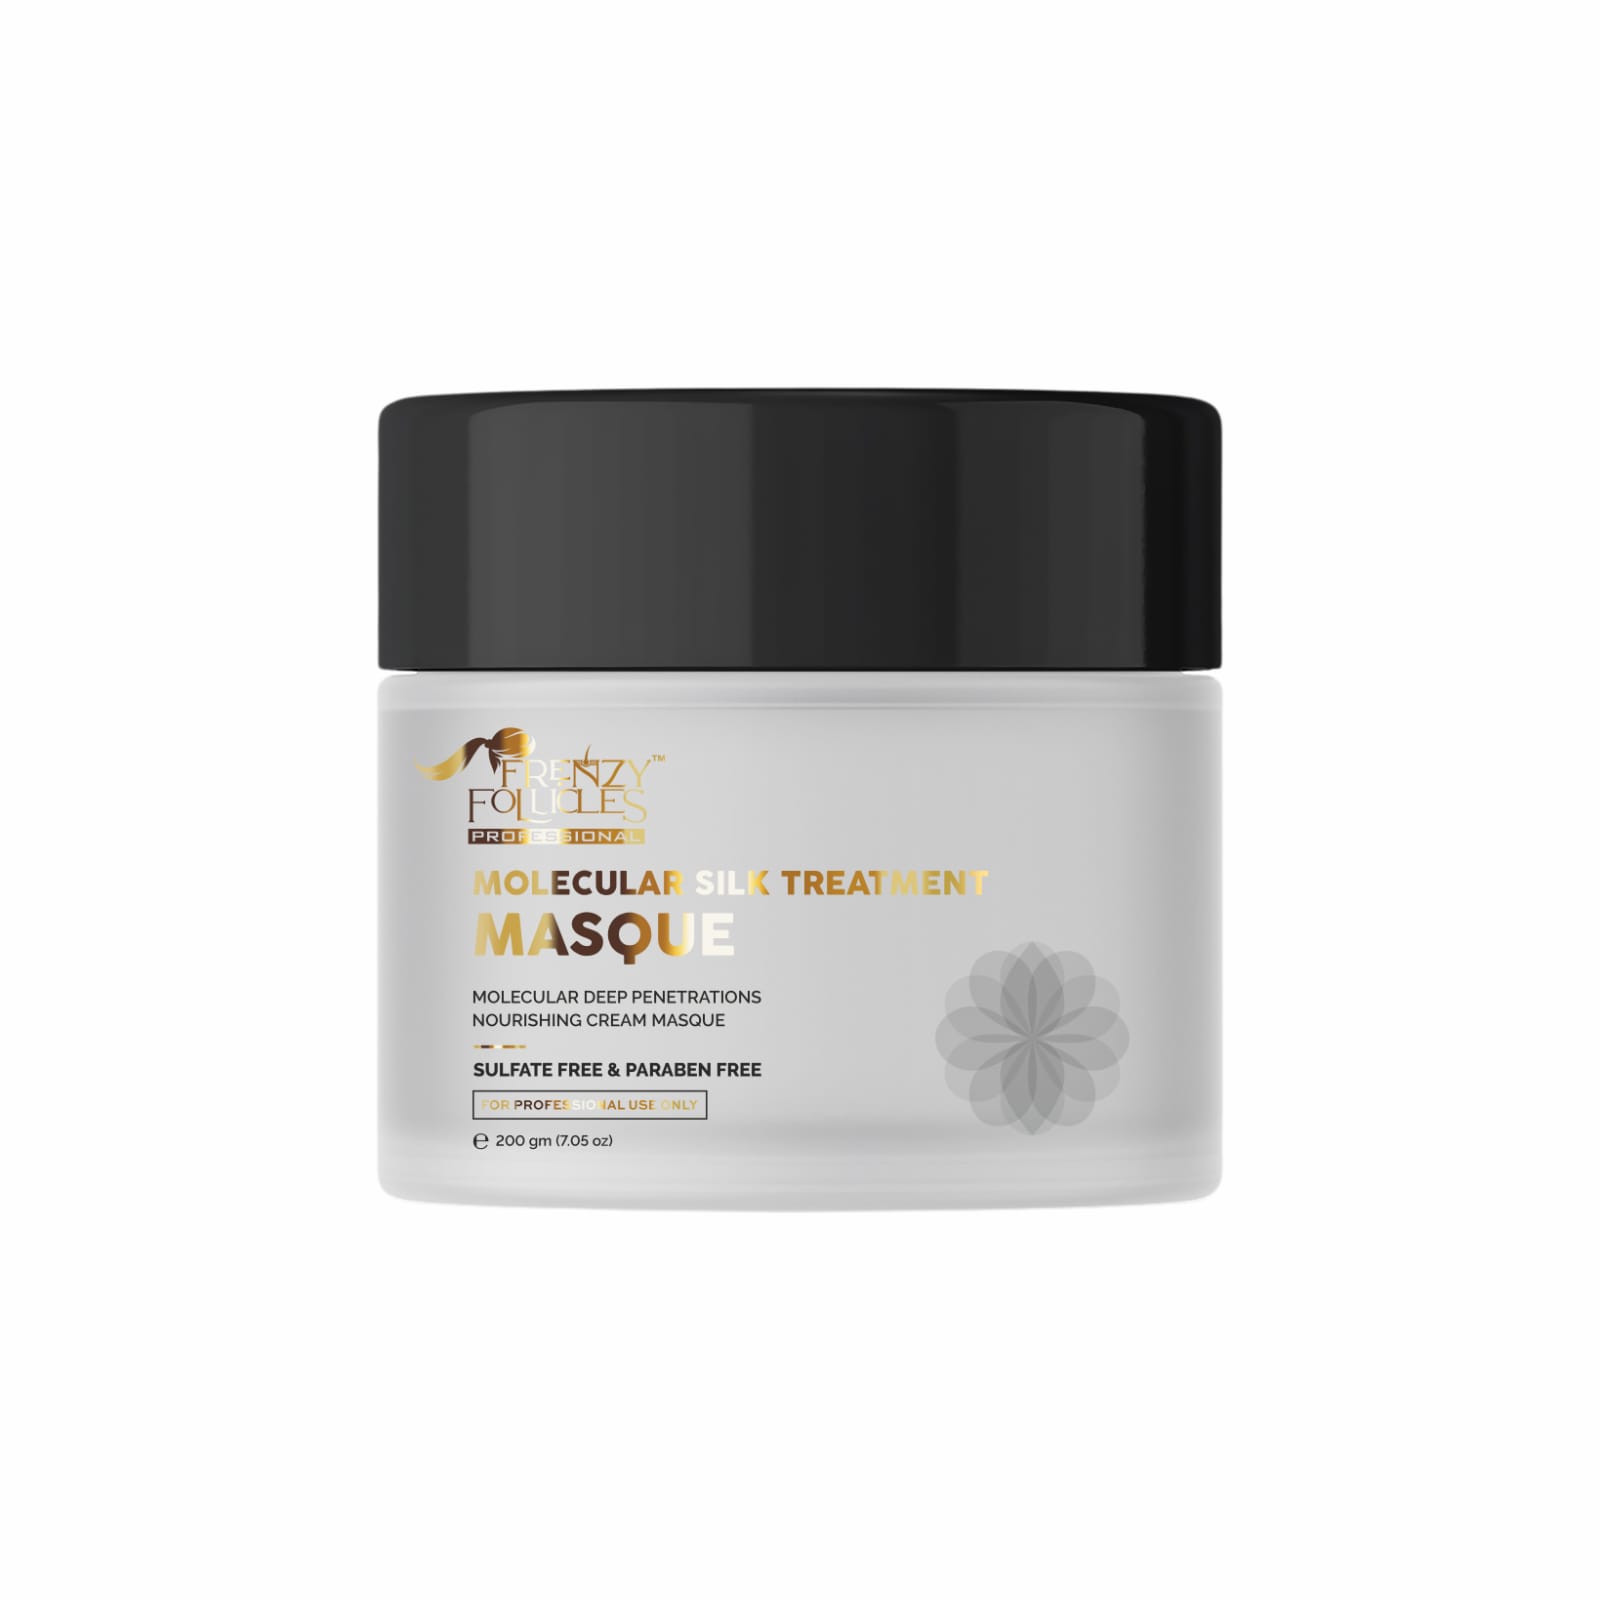 FRENZY™
FOLLICLES
PROFESSIONAL
MOLECULAR SILK TREATMENT
MASQUE
MOLECULAR DEEP PENETRATIONS
NOURISHING CREAM MASQUE
SULFATE FREE & PARABEN FREE
FOR PROFESSIONAL USE ONLY
℮ 200 gm (7.05 oz)